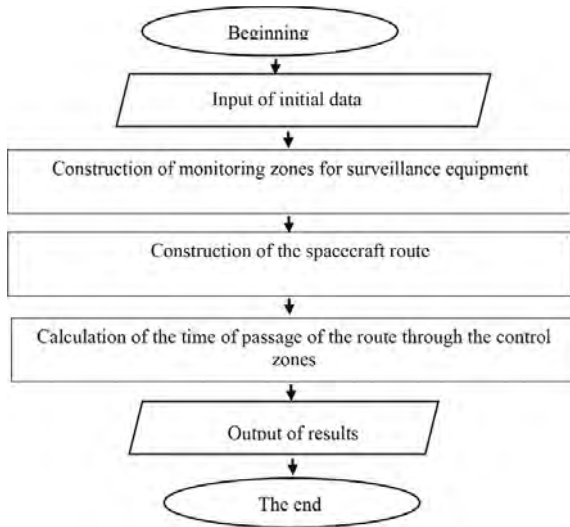 Beginning
Input of initial data
Construction of monitoring zones for surveillance equipment
Construction of the spacecraft route
Calculation of the time of passage of the route through the control
zones
Output of results
The end